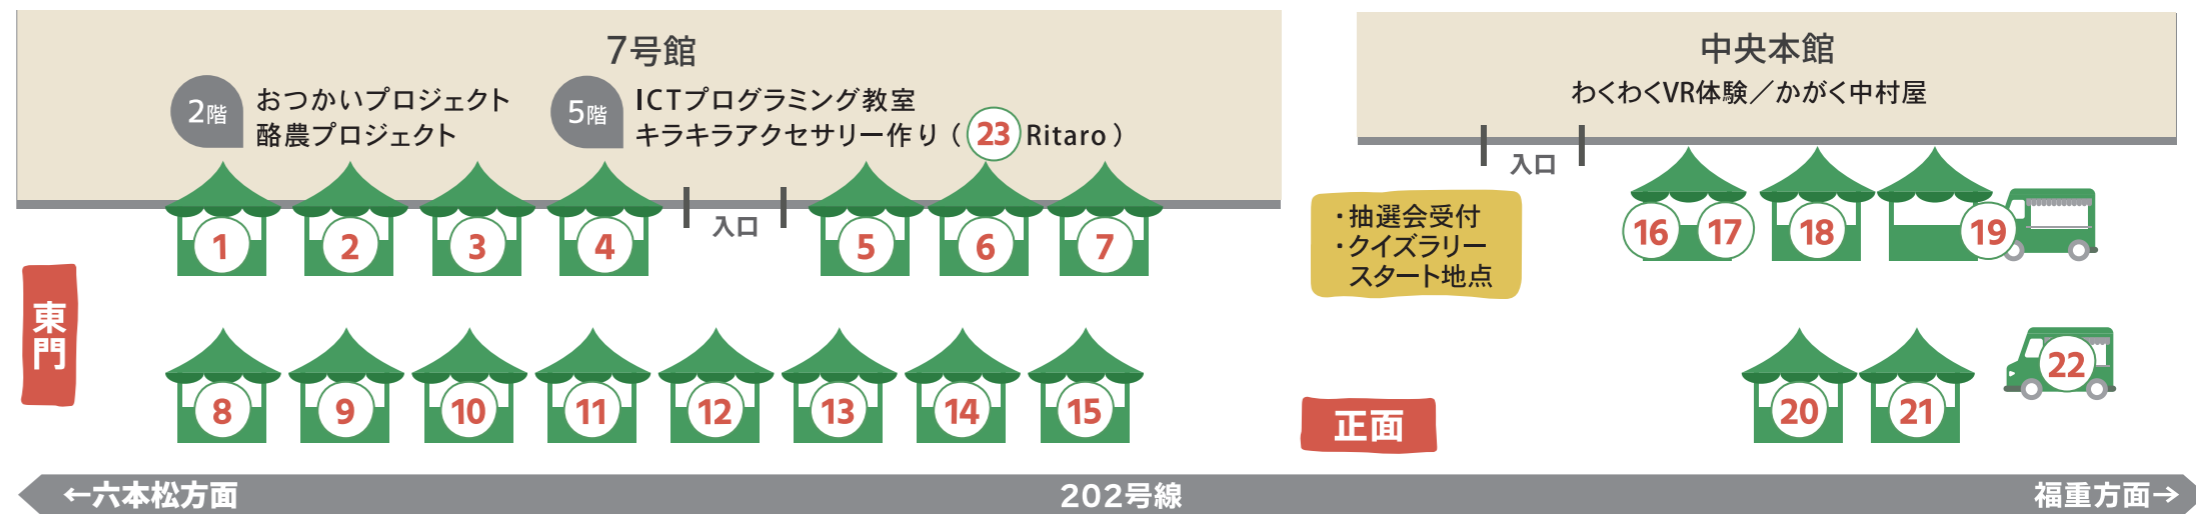 7号館
2階
おつかいプロジェクト
酪農プロジェクト
5階
ICTプログラミング教室
キラキラアクセサリー作り（23 Ritaro）
中央本館
わくわくVR体験／かがく中村屋
入口
入口
1 2 3 4 5 6 7
・抽選会受付
・クイズラリー
スタート地点
16 17 18 19
東門
8 9 10 11 12 13 14 15
正面
20 21 22
←六本松方面
202号線
福重方面→